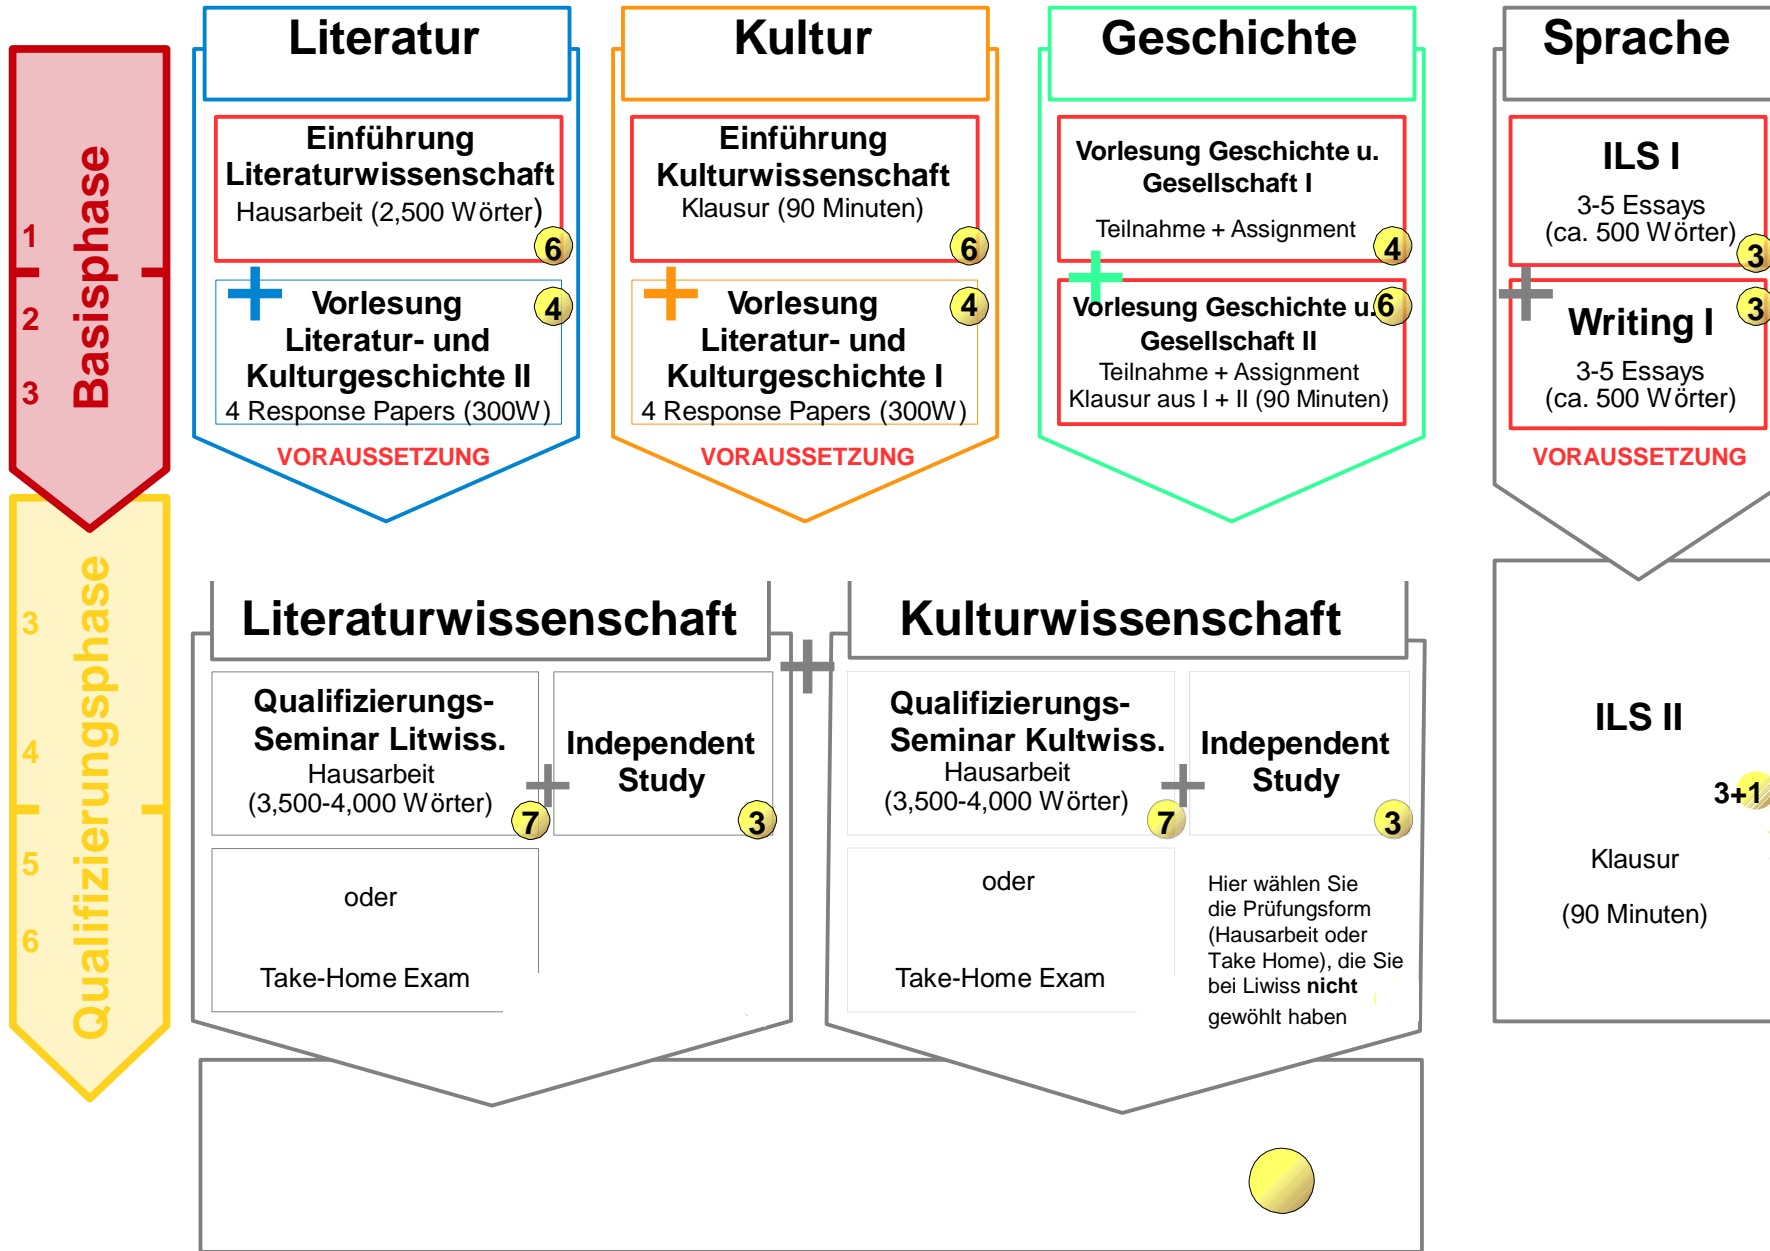 Literatur
Kultur
Geschichte
Sprache
Basisphase
1
2
3
Einführung
Literaturwissenschaft
Hausarbeit (2,500 Wörter)
6
Vorlesung
Literatur- und
Kulturgeschichte II
4 Response Papers (300W)
4
VORAUSSETZUNG
Einführung
Kulturwissenschaft
Klausur (90 Minuten)
6
Vorlesung
Literatur- und
Kulturgeschichte I
4 Response Papers (300W)
4
VORAUSSETZUNG
Vorlesung Geschichte u.
Gesellschaft I
Teilnahme + Assignment
4
Vorlesung Geschichte u.
Gesellschaft II
Teilnahme + Assignment
Klausur aus I + II (90 Minuten)
6
ILS I
3-5 Essays
(ca. 500 Wörter)
3
Writing I
3-5 Essays
(ca. 500 Wörter)
3
VORAUSSETZUNG
Qualifizierungsphase
3
4
5
6
Literaturwissenschaft
Qualifizierungs-
Seminar Litwiss.
Hausarbeit
(3,500-4,000 Wörter)
7
Independent
Study
3
oder
Take-Home Exam
Kulturwissenschaft
Qualifizierungs-
Seminar Kultwiss.
Hausarbeit
(3,500-4,000 Wörter)
7
Independent
Study
3
oder
Take-Home Exam
Hier wählen Sie
die Prüfungsform
(Hausarbeit oder
Take Home), die Sie
bei Liwiss nicht
gewöhlt haben
ILS II
3+1
Klausur
(90 Minuten)